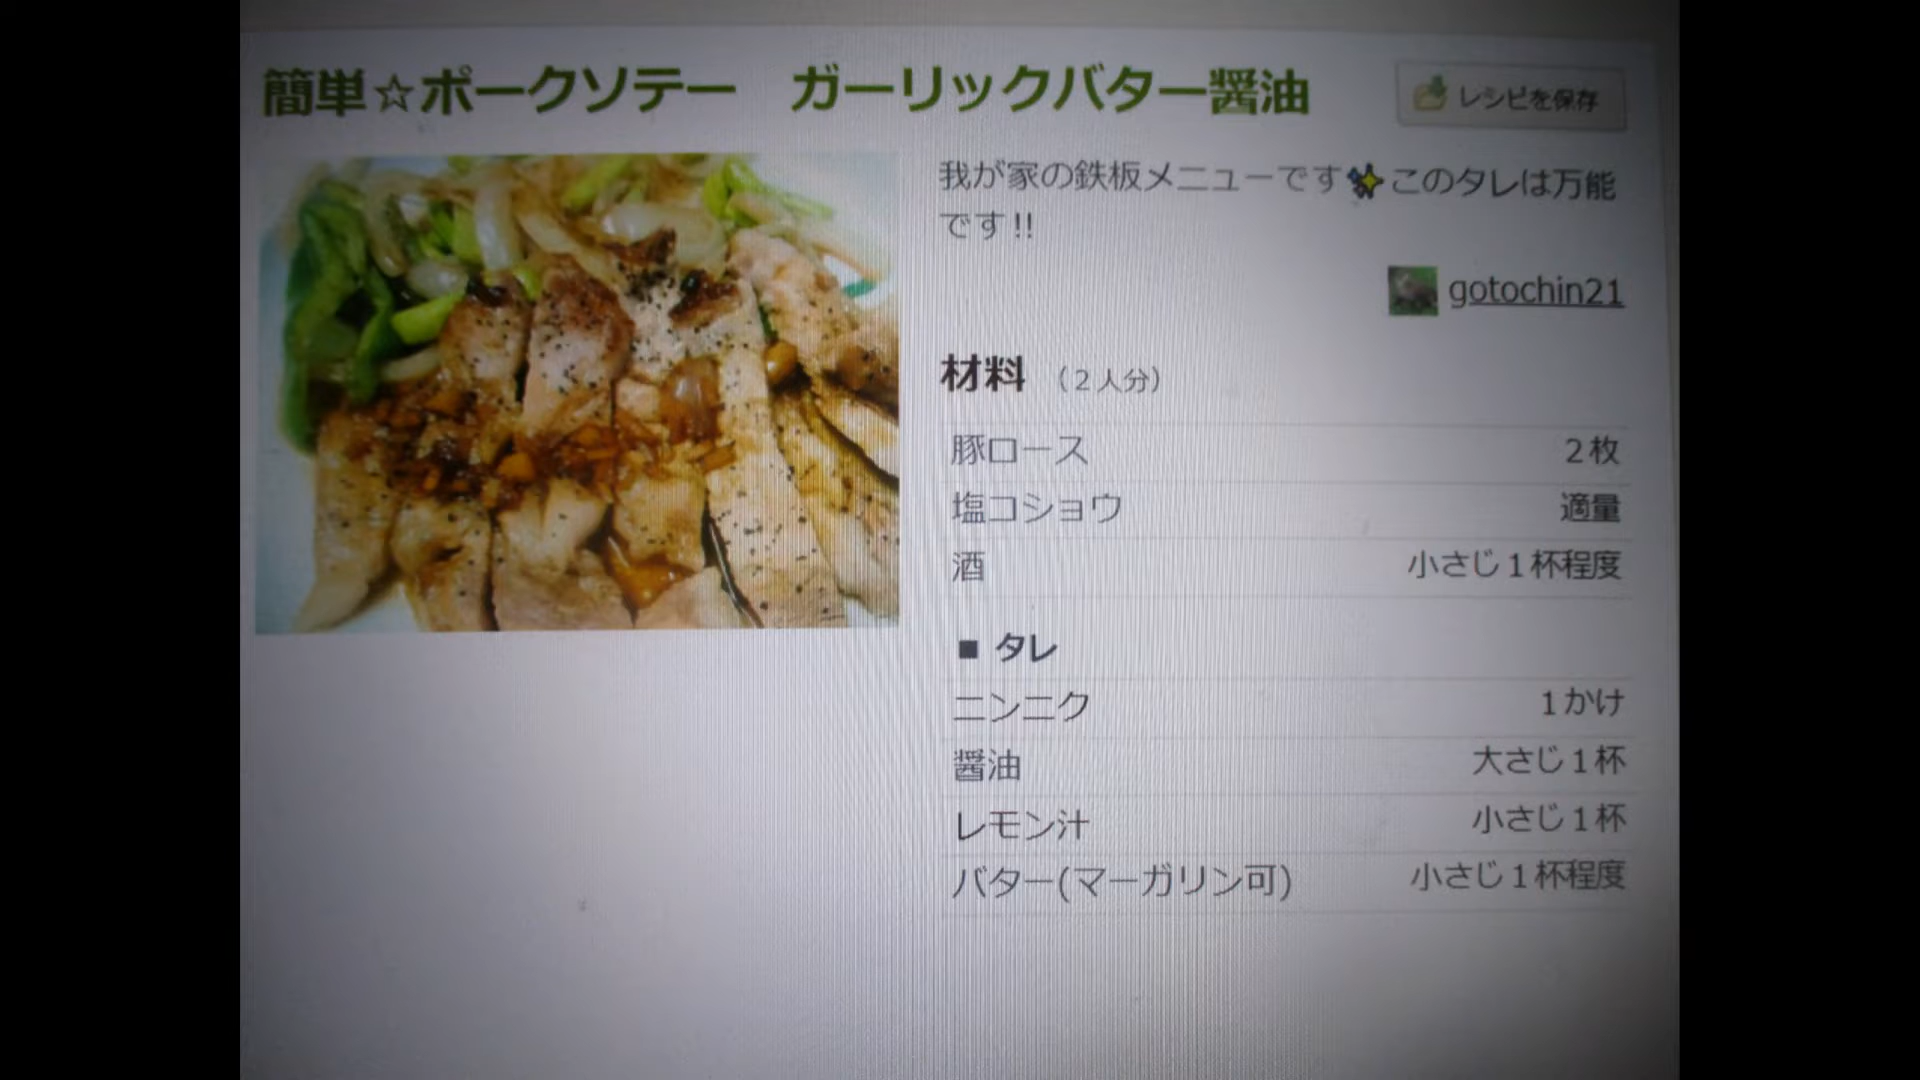 簡単☆ポークソテー　ガーリックバター醤油
レシピを保存
我が家の鉄板メニューです✨このタレは万能
です!!
gotochin21
材料 （２人分）
豚ロース ２枚
塩コショウ 適量
酒 小さじ１杯程度
■ タレ
ニンニク １かけ
醤油 大さじ１杯
レモン汁 小さじ１杯
バター(マーガリン可) 小さじ１杯程度